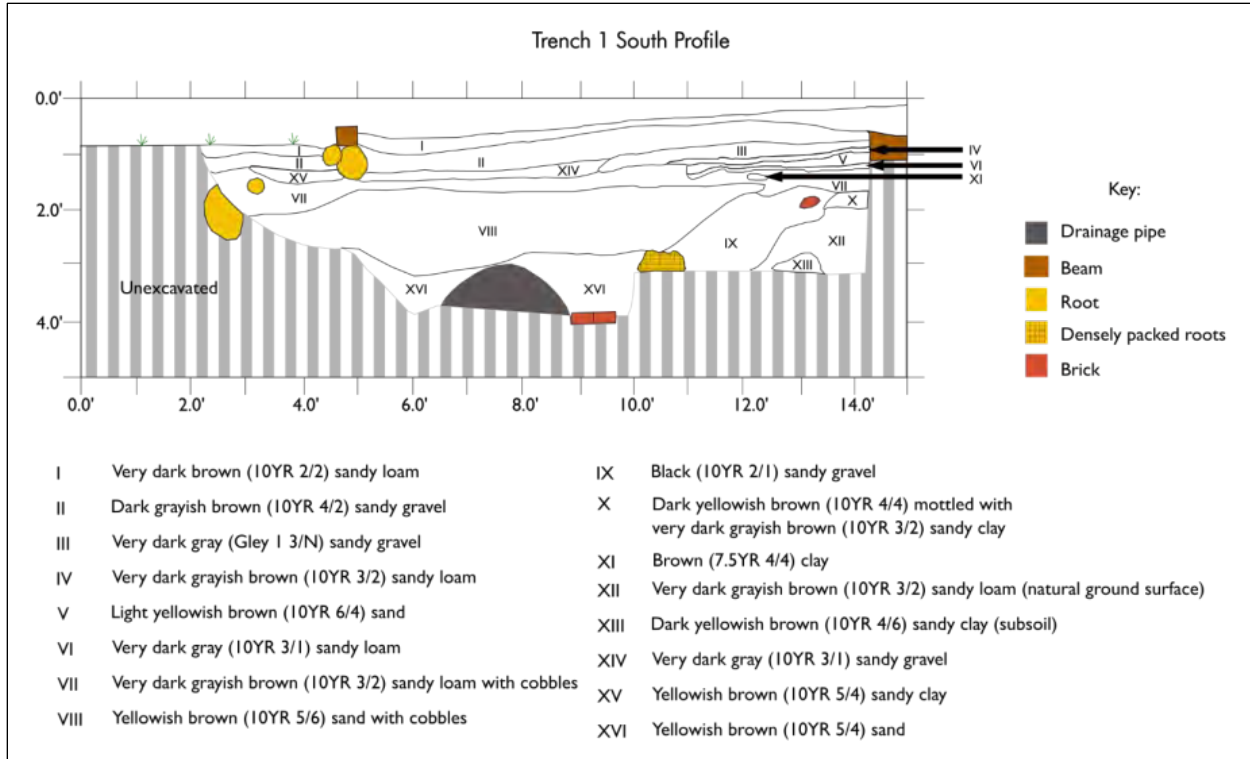 Trench 1 South Profile
0.0'
2.0'
4.0'
I
II
XV
VII
I
II
XIV
III
V
IV
VI
XI
VII
X
VIII
IX
XII
XIII
XVI
XVI
Unexcavated
0.0' 2.0' 4.0' 6.0' 8.0' 10.0' 12.0' 14.0'
Key:
Drainage pipe
Beam
Root
Densely packed roots
Brick
I Very dark brown (10YR 2/2) sandy loam
II Dark grayish brown (10YR 4/2) sandy gravel
III Very dark gray (Gley 1 3/N) sandy gravel
IV Very dark grayish brown (10YR 3/2) sandy loam
V Light yellowish brown (10YR 6/4) sand
VI Very dark gray (10YR 3/1) sandy loam
VII Very dark grayish brown (10YR 3/2) sandy loam with cobbles
VIII Yellowish brown (10YR 5/6) sand with cobbles
IX Black (10YR 2/1) sandy gravel
X Dark yellowish brown (10YR 4/4) mottled with
very dark grayish brown (10YR 3/2) sandy clay
XI Brown (7.5YR 4/4) clay
XII Very dark grayish brown (10YR 3/2) sandy loam (natural ground surface)
XIII Dark yellowish brown (10YR 4/6) sandy clay (subsoil)
XIV Very dark gray (10YR 3/1) sandy gravel
XV Yellowish brown (10YR 5/4) sandy clay
XVI Yellowish brown (10YR 5/4) sand